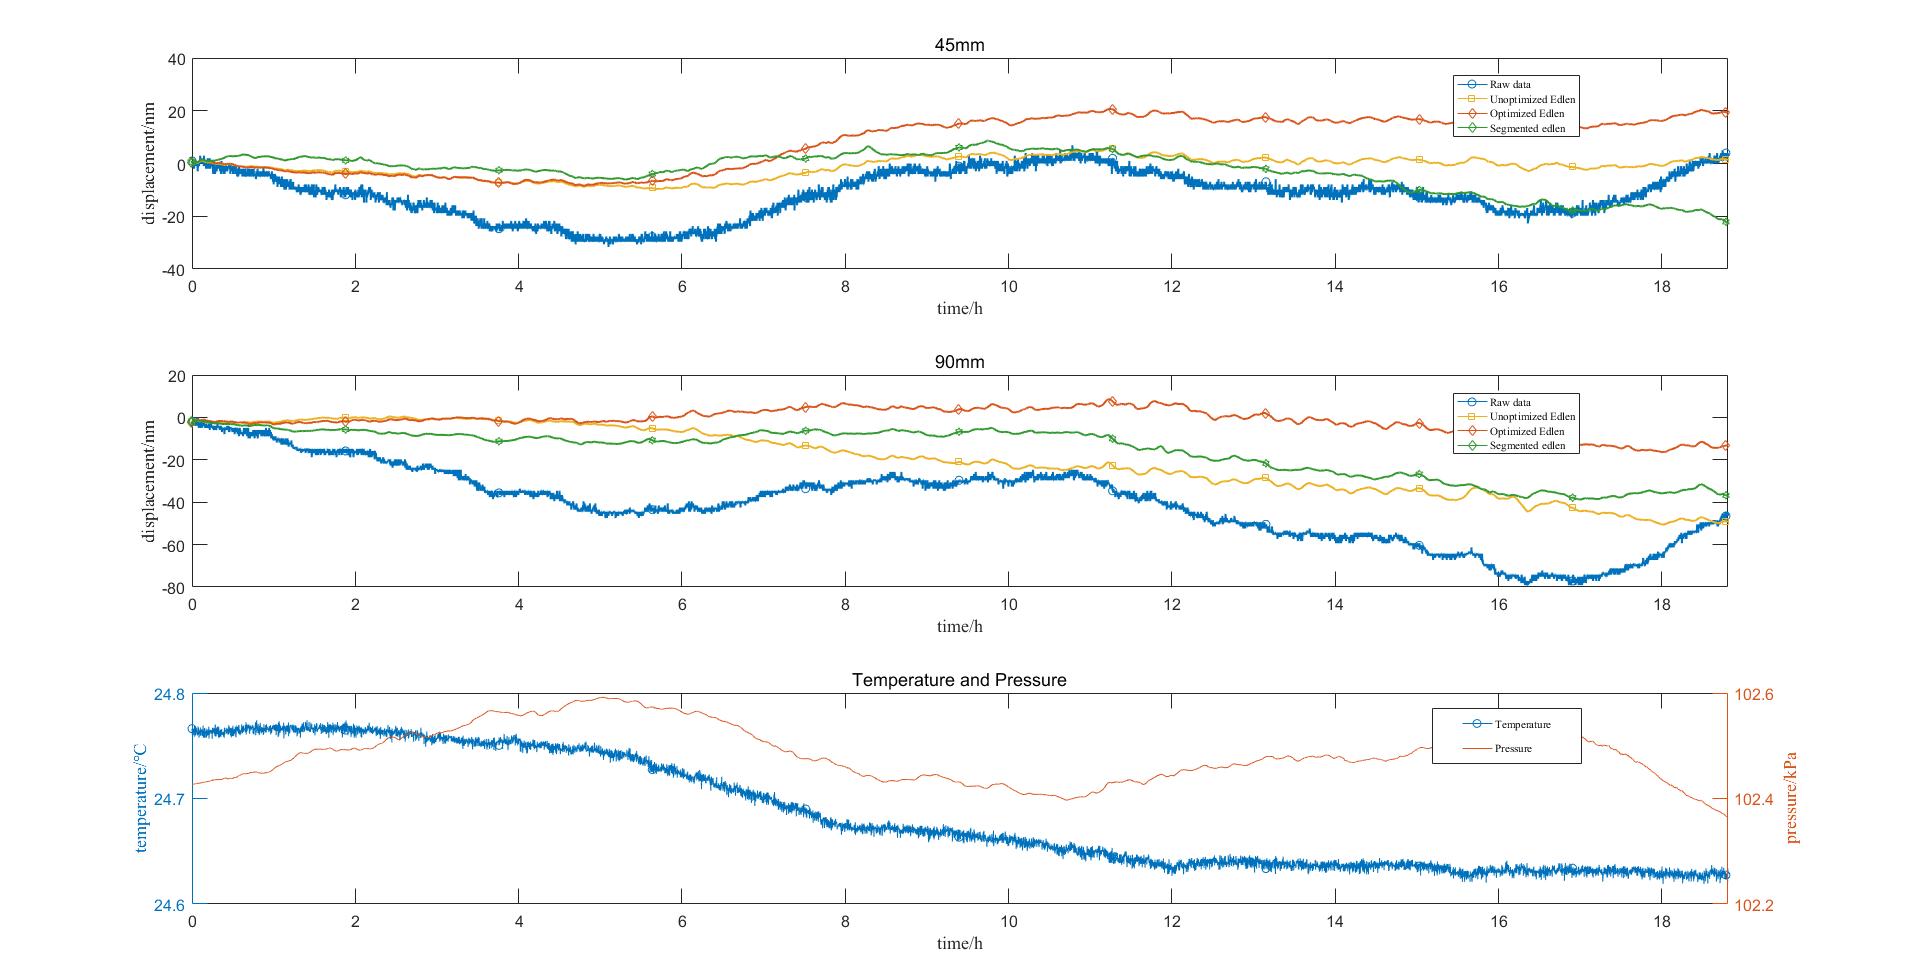 45mm
40
20
0
-20
-40
displacement/nm
Raw data
Unoptimized Edlen
Optimized Edlen
Segmented edlen
0 2 4 6 8 10 12 14 16 18
time/h
90mm
20
0
-20
-40
-60
-80
displacement/nm
Raw data
Unoptimized Edlen
Optimized Edlen
Segmented edlen
0 2 4 6 8 10 12 14 16 18
time/h
Temperature and Pressure
24.8
24.7
24.6
temperature/°C
Temperature
Pressure
102.6
102.4
102.2
pressure/kPa
0 2 4 6 8 10 12 14 16 18
time/h